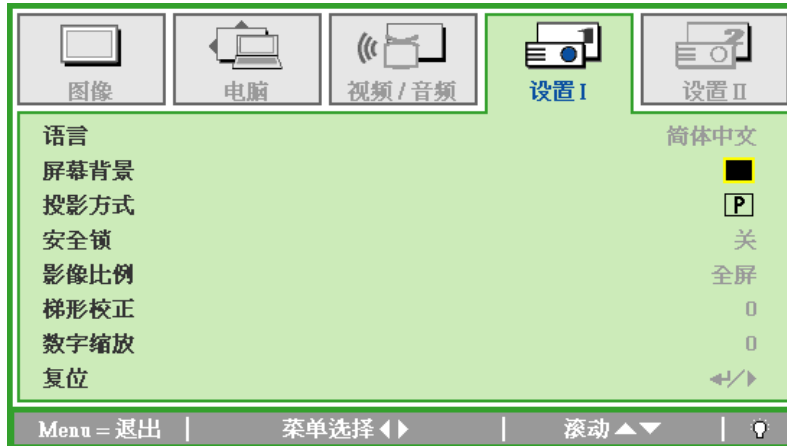 图像 电脑 视频 / 音频 设置 I 设置 II
语言 简体中文
屏幕背景
投影方式 P
安全锁 关
影像比例 全屏
梯形校正 0
数字缩放 0
复位 /
Menu = 退出 菜单选择 滚动